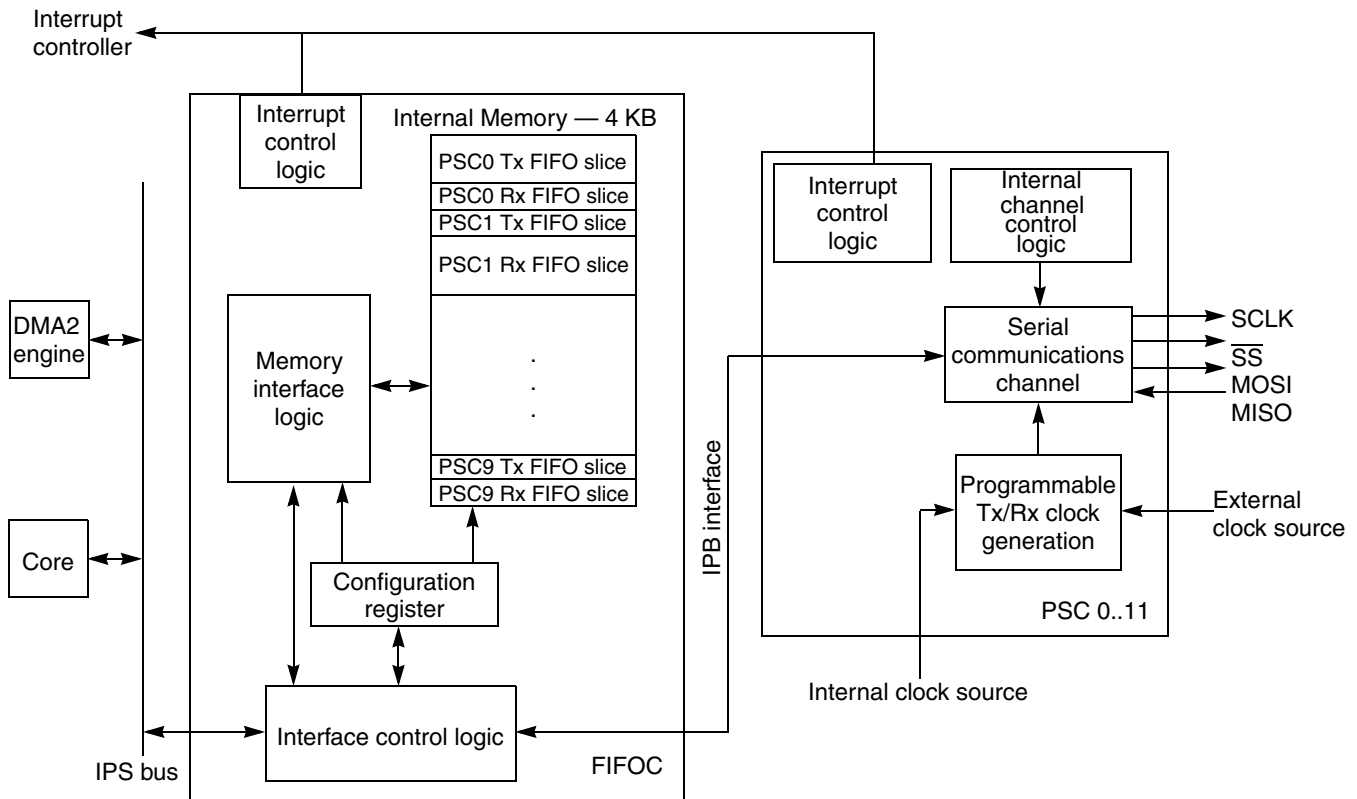 Interrupt
controller
Interrupt
control
logic
Internal Memory — 4 KB
PSC0 Tx FIFO slice
PSC0 Rx FIFO slice
PSC1 Tx FIFO slice
PSC1 Rx FIFO slice
.
.
.
PSC9 Tx FIFO slice
PSC9 Rx FIFO slice
DMA2
engine
Core
Memory
interface
logic
Configuration
register
Interface control logic
IPS bus
FIFOC
IPB interface
Interrupt
control
logic
Internal
channel
control
logic
Serial
communications
channel
SCLK
SS
MOSI
MISO
Programmable
Tx/Rx clock
generation
External
clock source
PSC 0..11
Internal clock source